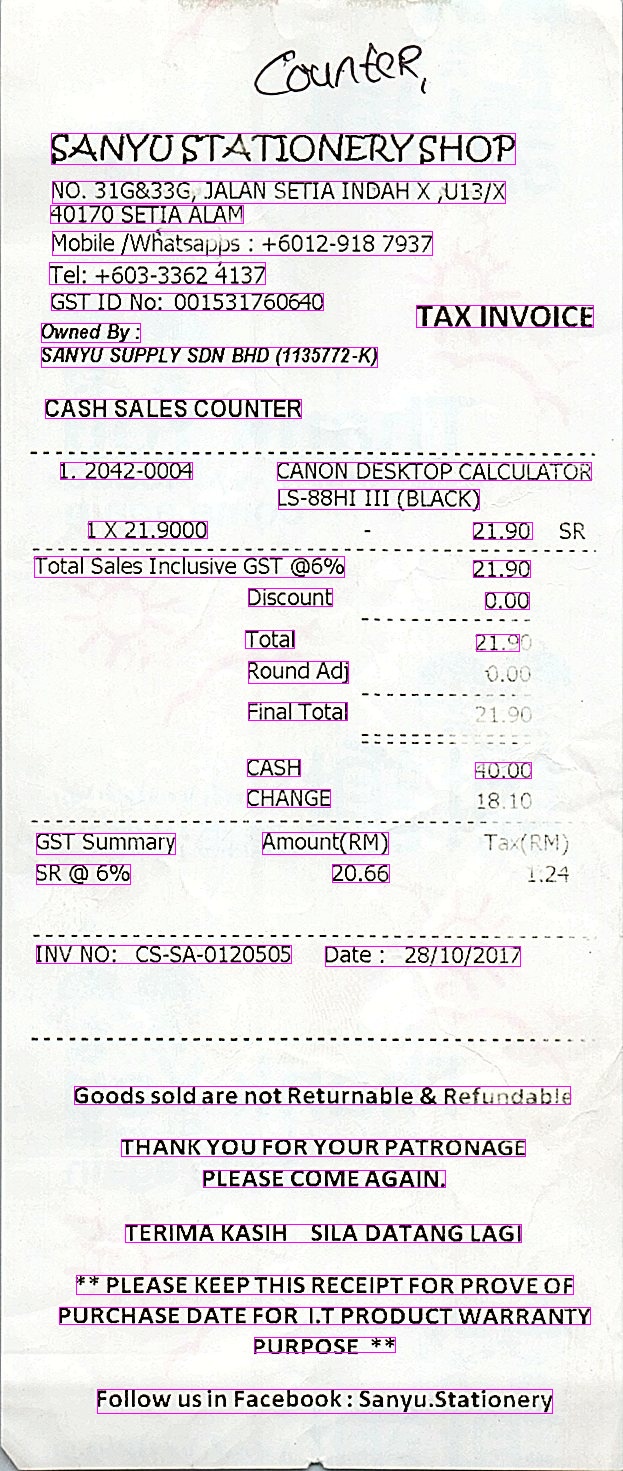 Counter,
SANYU STATIONERY SHOP
NO. 31G&33G, JALAN SETIA INDAH X ,U13/X
40170 SETIA ALAM
Mobile /Whatsapps : +6012-918 7937
Tel: +603-3362 4137
GST ID No: 001531760640
TAX INVOICE
Owned By :
SANYU SUPPLY SDN BHD (1135772-K)
CASH SALES COUNTER
1. 2042-0004 CANON DESKTOP CALCULATOR
LS-88HI III (BLACK)
1 X 21.9000 - 21.90 SR
Total Sales Inclusive GST @6% 21.90
Discount 0.00
Total 21.90
Round Adj 0.00
Final Total 21.90
CASH 40.00
CHANGE 18.10
GST Summary Amount(RM) Tax(RM)
SR @ 6% 20.66 1.24
INV NO: CS-SA-0120505 Date : 28/10/2017
Goods sold are not Returnable & Refundable
THANK YOU FOR YOUR PATRONAGE
PLEASE COME AGAIN.
TERIMA KASIH SILA DATANG LAGI
** PLEASE KEEP THIS RECEIPT FOR PROVE OF
PURCHASE DATE FOR I.T PRODUCT WARRANTY
PURPOSE **
Follow us in Facebook : Sanyu.Stationery